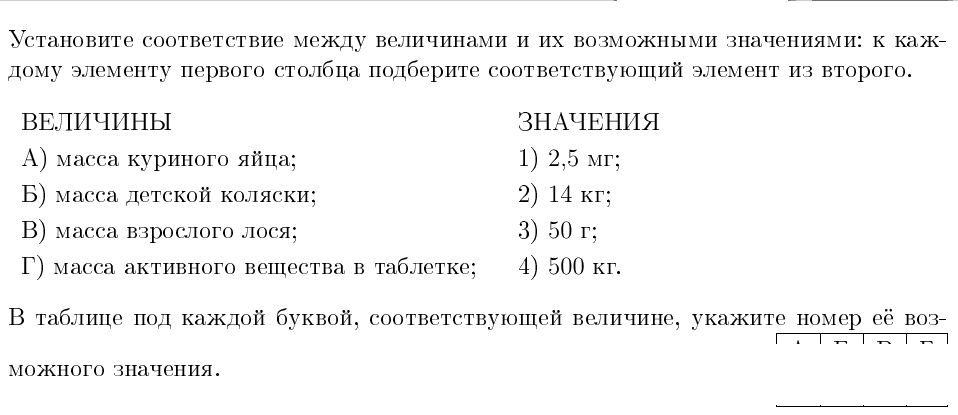 Установите соответствие между величинами и их возможными значениями: к каж-
дому элементу первого столбца подберите соответствующий элемент из второго.
ВЕЛИЧИНЫ ЗНАЧЕНИЯ
А) масса куриного яйца; 1) 2,5 мг;
Б) масса детской коляски; 2) 14 кг;
В) масса взрослого лося; 3) 50 г;
Г) масса активного вещества в таблетке; 4) 500 кг.
В таблице под каждой буквой, соответствующей величине, укажите номер её воз-
можного значения.